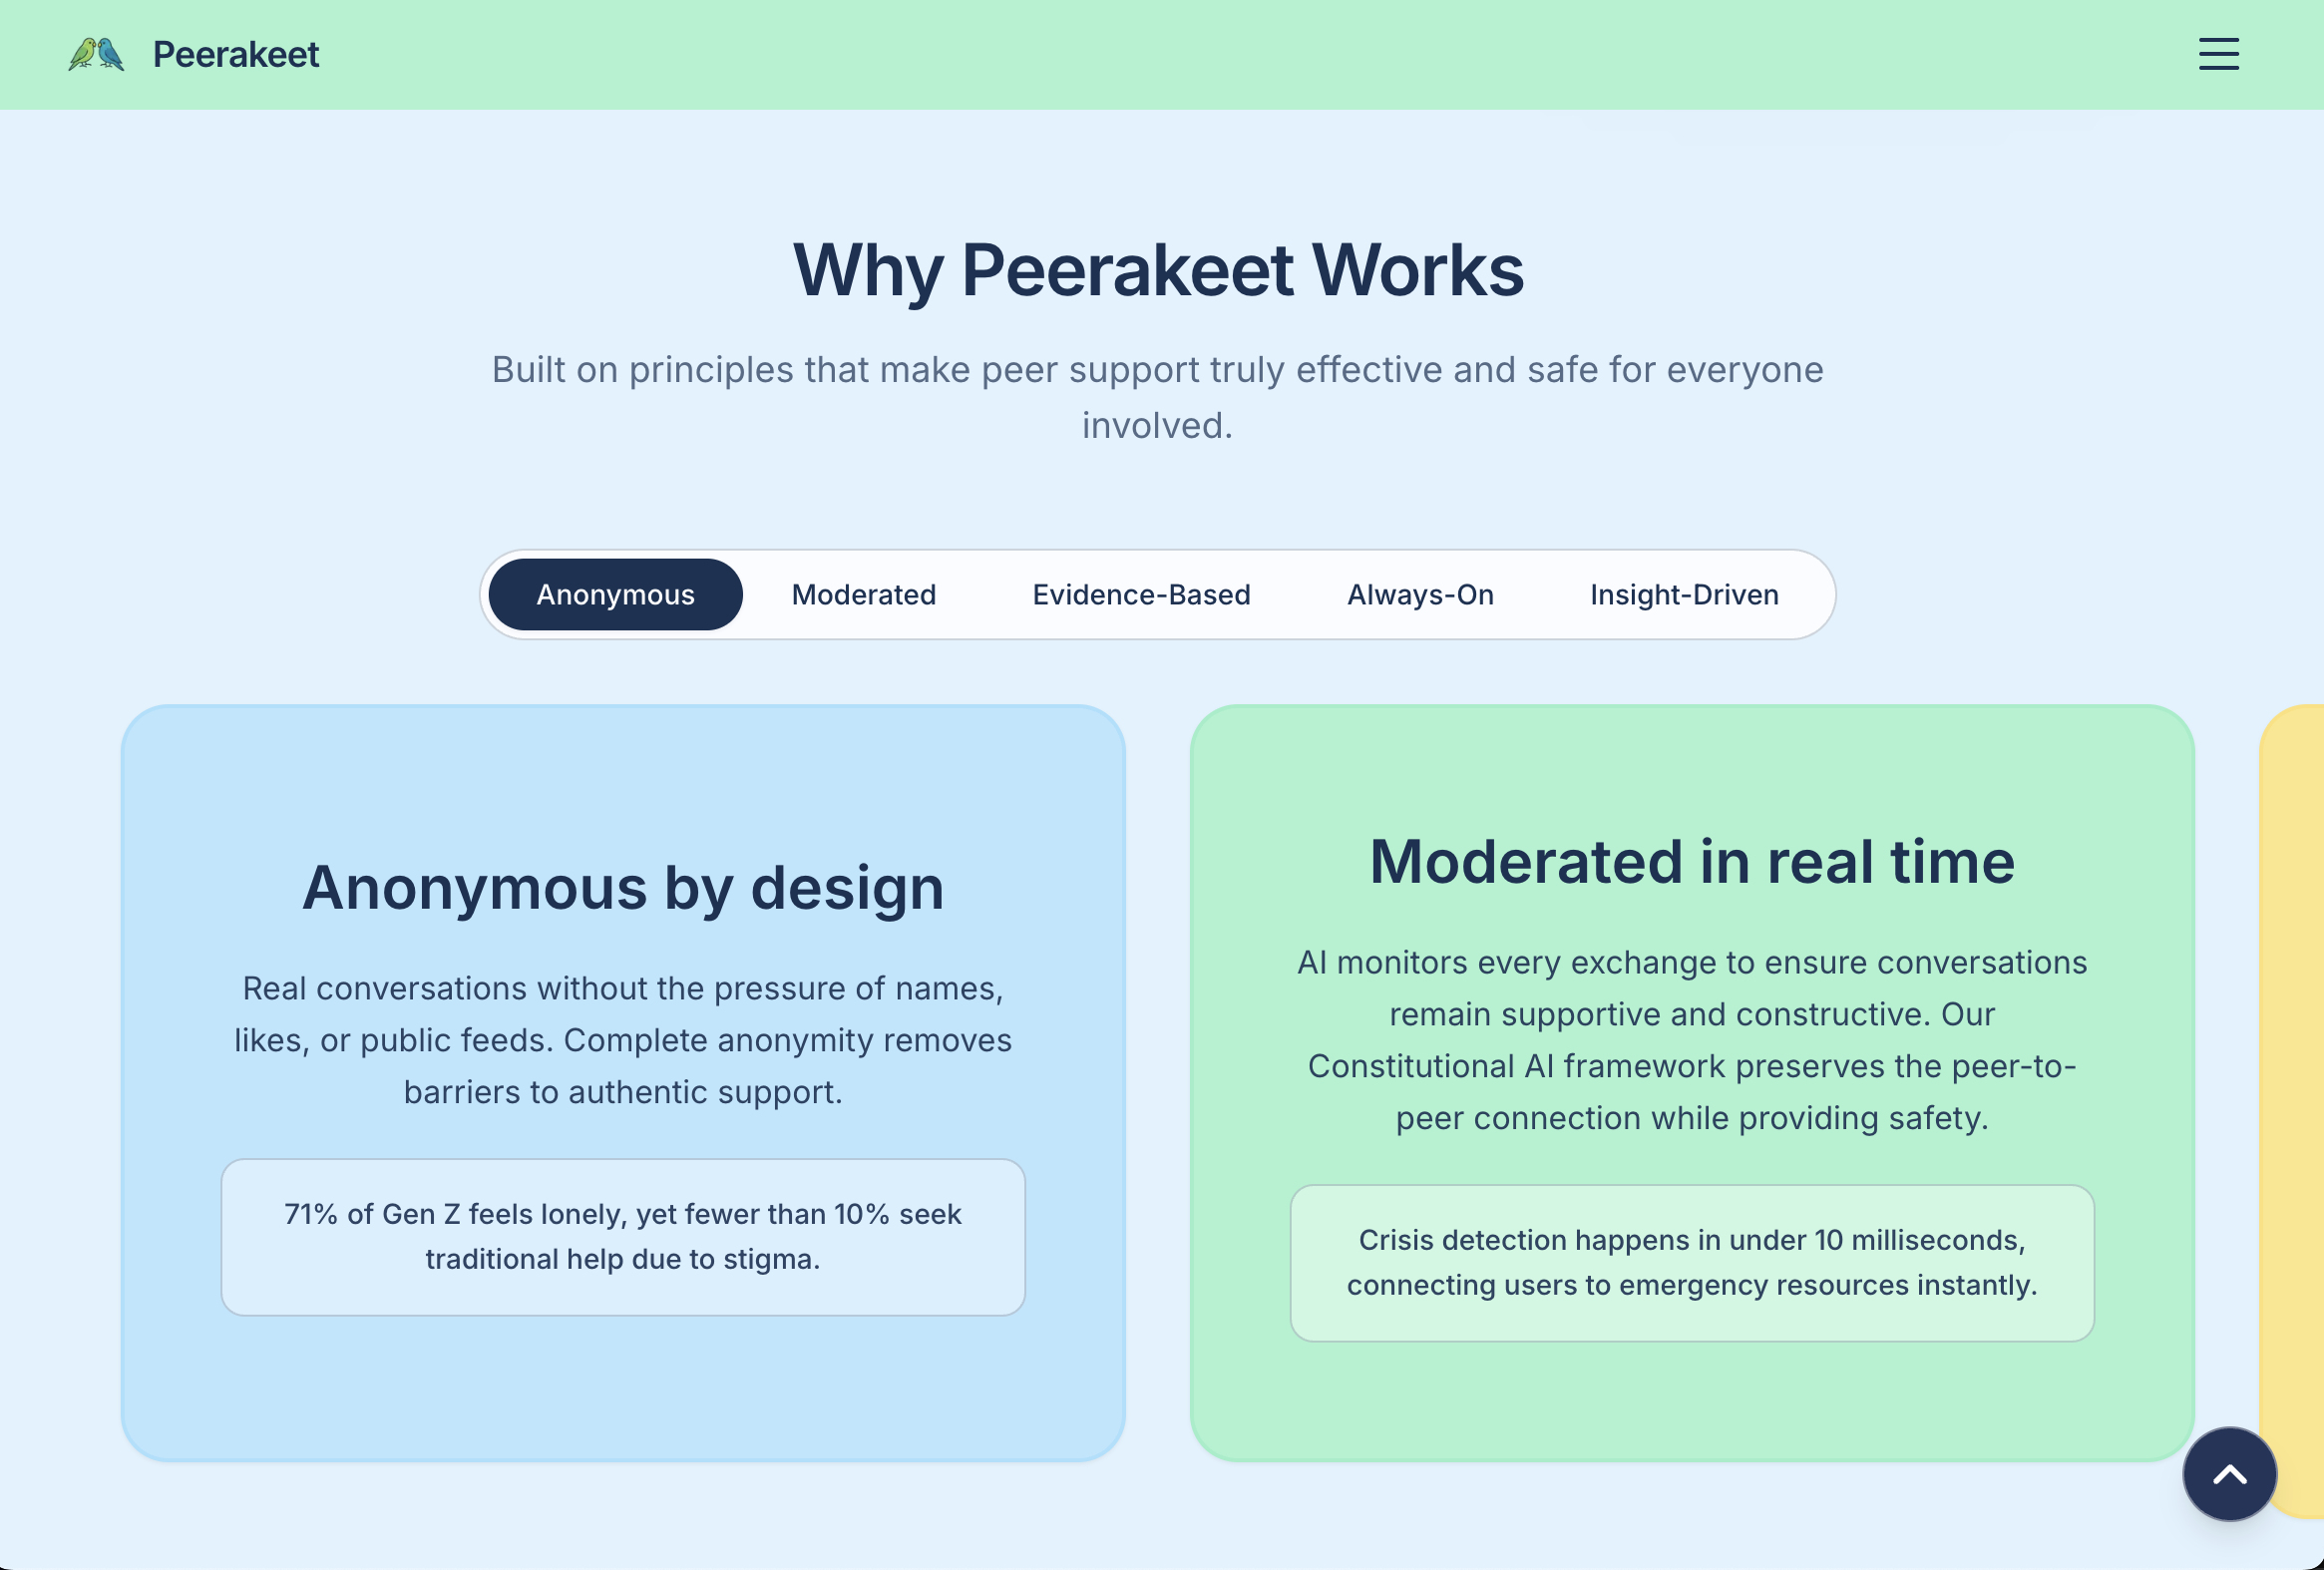 Peerakeet
Why Peerakeet Works
Built on principles that make peer support truly effective and safe for everyone
involved.
Anonymous
Moderated
Evidence-Based
Always-On
Insight-Driven
Anonymous by design
Real conversations without the pressure of names,
likes, or public feeds. Complete anonymity removes
barriers to authentic support.
71% of Gen Z feels lonely, yet fewer than 10% seek
traditional help due to stigma.
Moderated in real time
AI monitors every exchange to ensure conversations
remain supportive and constructive. Our
Constitutional AI framework preserves the peer-to-
peer connection while providing safety.
Crisis detection happens in under 10 milliseconds,
connecting users to emergency resources instantly.